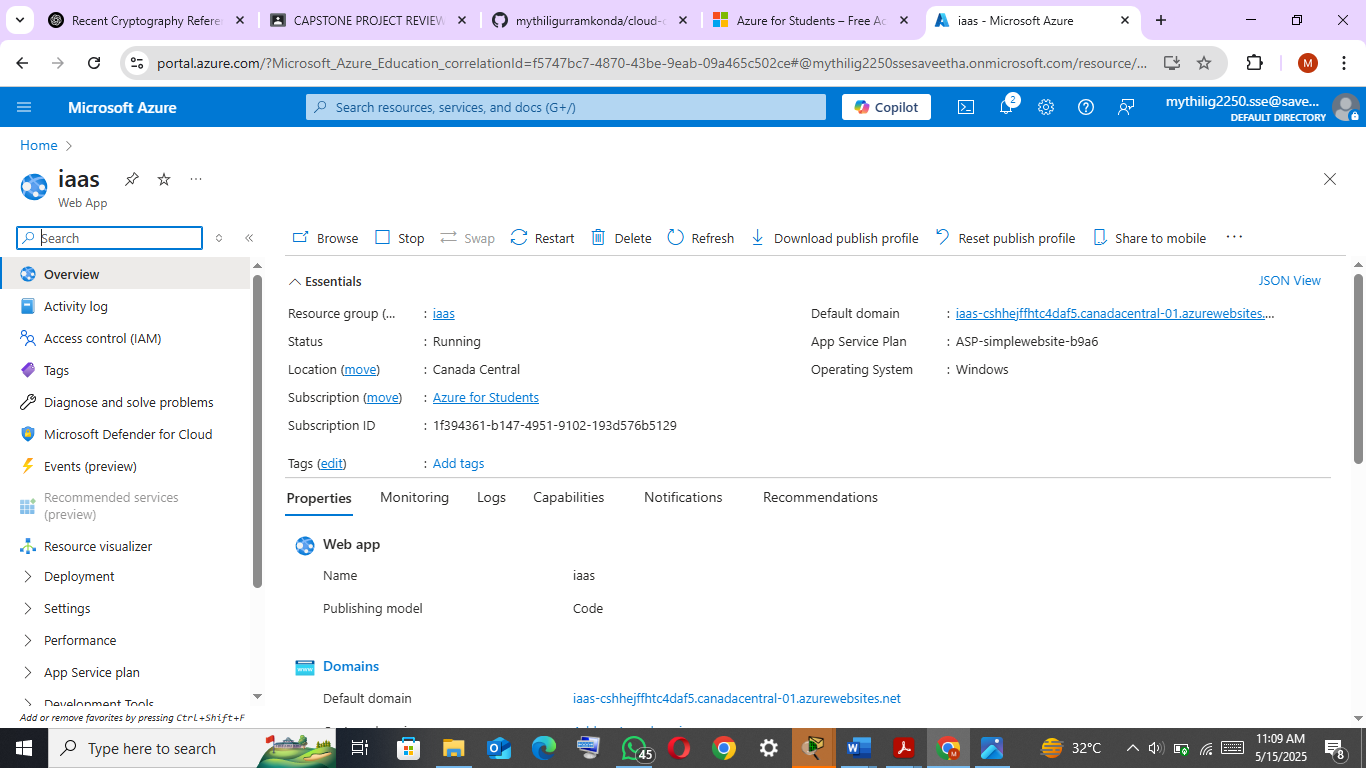 Recent Cryptography Refere
CAPSTONE PROJECT REVIEW
mythiligurramkonda/cloud-c
Azure for Students – Free Ac
iaas - Microsoft Azure
portal.azure.com/?Microsoft_Azure_Education_correlationId=f5747bc7-4870-43be-9eab-09a465c502ce#@mythilig2250ssesaveetha.onmicrosoft.com/resource/...
M
Microsoft Azure
Search resources, services, and docs (G+/)
Copilot
2
mythilig2250.sse@save...
DEFAULT DIRECTORY
Home
iaas
Web App
Search
Browse
Stop
Swap
Restart
Delete
Refresh
Download publish profile
Reset publish profile
Share to mobile
Overview
Activity log
Access control (IAM)
Tags
Diagnose and solve problems
Microsoft Defender for Cloud
Events (preview)
Recommended services
(preview)
Resource visualizer
Deployment
Settings
Performance
App Service plan
Development Tools
Add or remove favorites by pressing Ctrl+Shift+F
Essentials
JSON View
Resource group (... : iaas
Status : Running
Location (move) : Canada Central
Subscription (move) : Azure for Students
Subscription ID : 1f394361-b147-4951-9102-193d576b5129
Tags (edit) : Add tags
Default domain : iaas-cshhejffhtc4daf5.canadacentral-01.azurewebsites....
App Service Plan : ASP-simplewebsite-b9a6
Operating System : Windows
Properties
Monitoring
Logs
Capabilities
Notifications
Recommendations
Web app
Name iaas
Publishing model Code
www
Domains
Default domain iaas-cshhejffhtc4daf5.canadacentral-01.azurewebsites.net
Type here to search
45
32°C
11:09 AM
5/15/2025
8